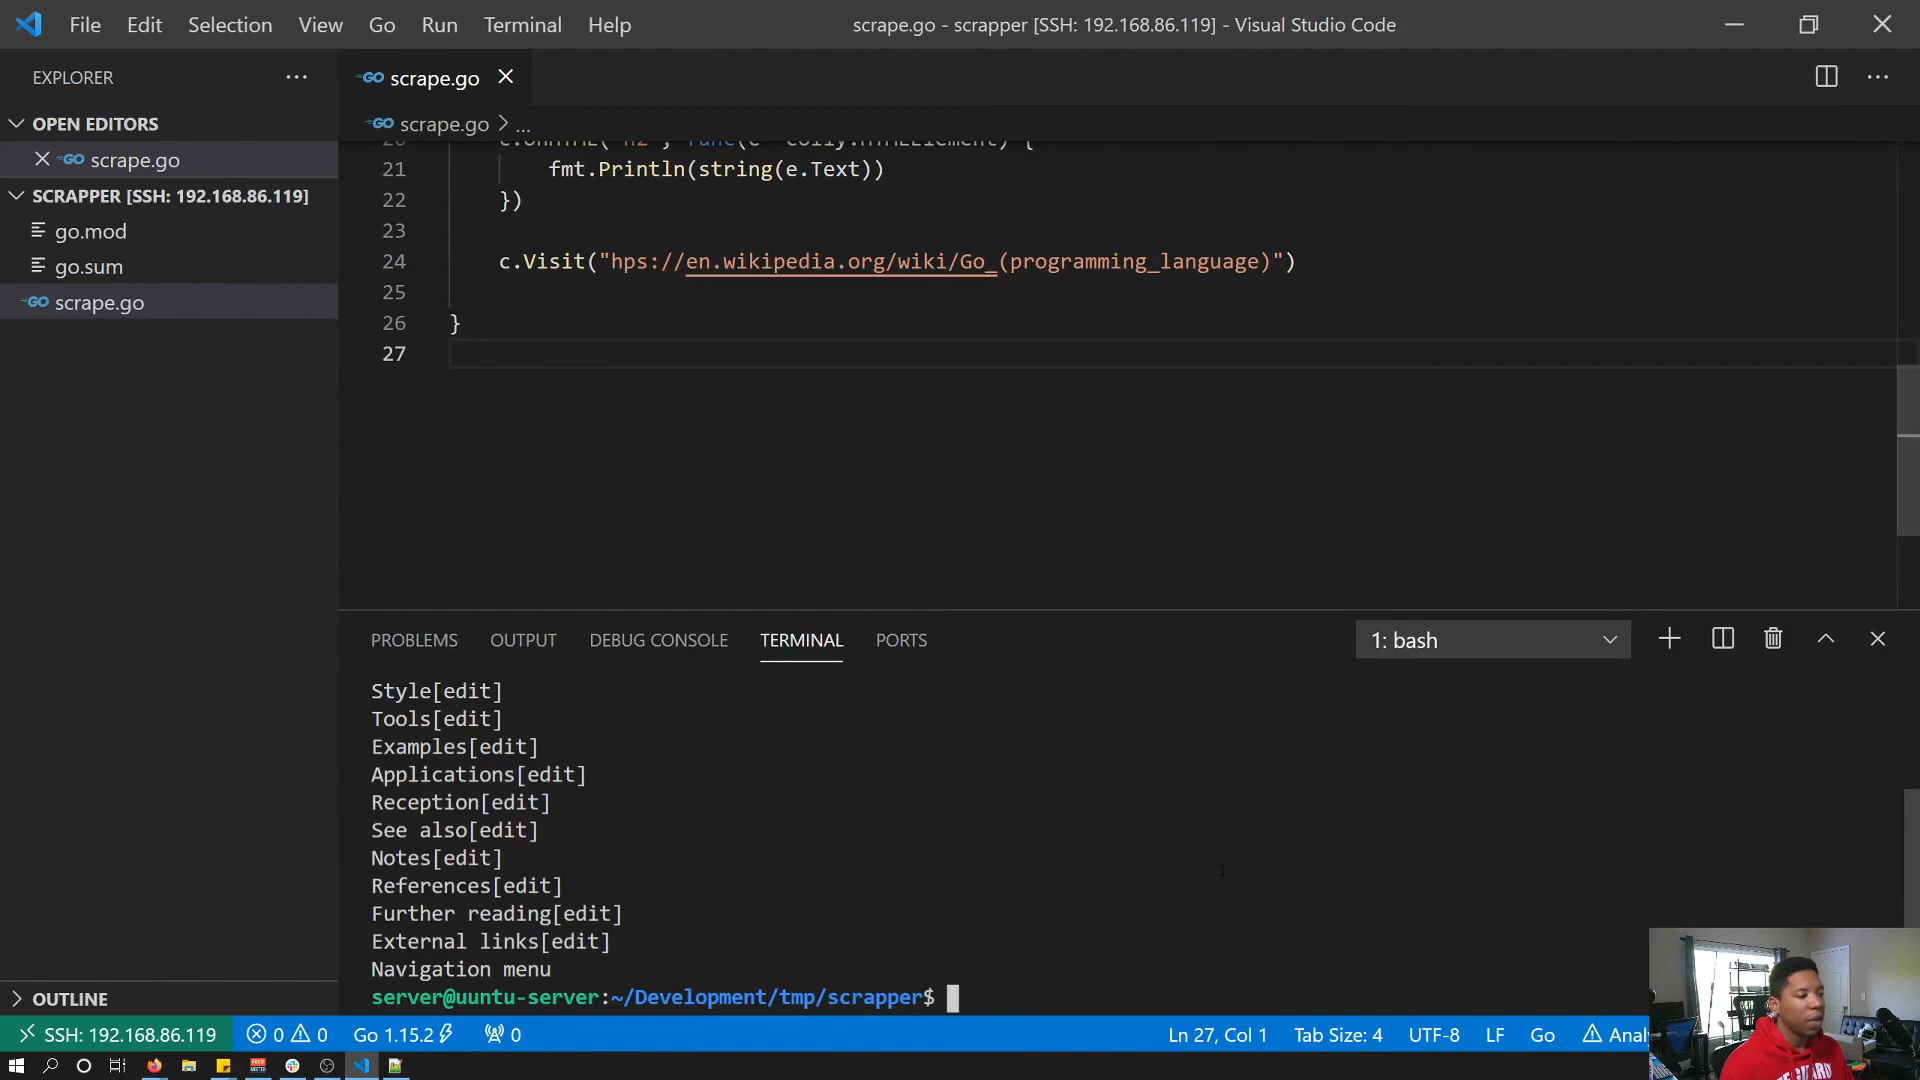 File Edit Selection View Go Run Terminal Help
scrape.go - scrapper [SSH: 192.168.86.119] - Visual Studio Code
EXPLORER
scrape.go
OPEN EDITORS
scrape.go
scrape.go > ...
SCRAPPER [SSH: 192.168.86.119]
go.mod
go.sum
scrape.go
21 fmt.Println(string(e.Text))
22 })
23
24 c.Visit("hps://en.wikipedia.org/wiki/Go_(programming_language)")
25
26 }
27
PROBLEMS OUTPUT DEBUG CONSOLE TERMINAL PORTS
1: bash
Style[edit]
Tools[edit]
Examples[edit]
Applications[edit]
Reception[edit]
See also[edit]
Notes[edit]
References[edit]
Further reading[edit]
External links[edit]
Navigation menu
server@uuntu-server:~/Development/tmp/scrapper$
OUTLINE
SSH: 192.168.86.119 0 0 Go 1.15.2 0 Ln 27, Col 1 Tab Size: 4 UTF-8 LF Go Anal